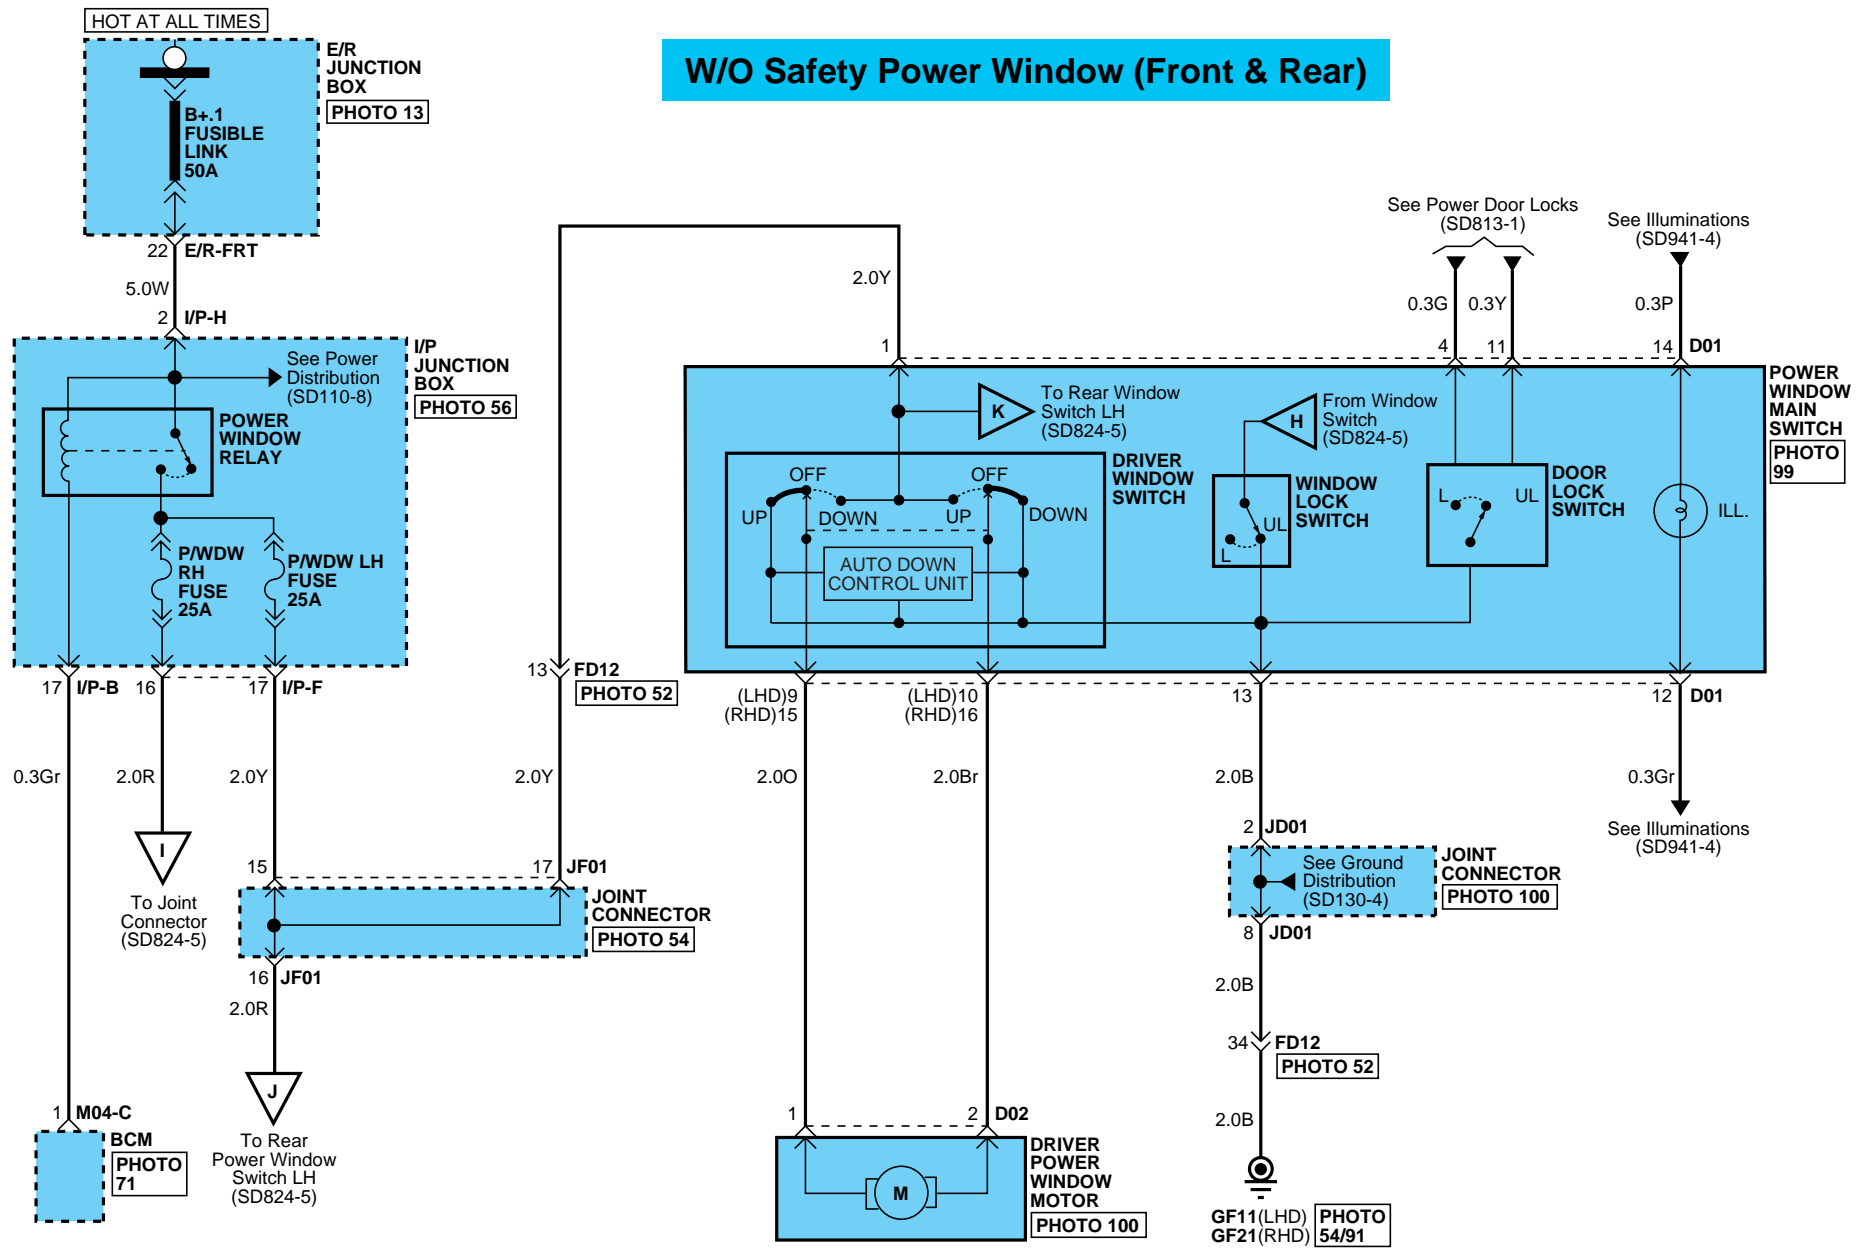 HOT AT ALL TIMES
E/R
JUNCTION
BOX
PHOTO 13
B+.1
FUSIBLE
LINK
50A
22 E/R-FRT
5.0W
2 I/P-H
W/O Safety Power Window (Front & Rear)
See Power
Distribution
(SD110-8)
I/P
JUNCTION
BOX
PHOTO 56
POWER
WINDOW
RELAY
P/WDW
RH
FUSE
25A
P/WDW LH
FUSE
25A
17 I/P-B
16
17 I/P-F
0.3Gr
2.0R
2.0Y
I
To Joint
Connector
(SD824-5)
15
17 JF01
JOINT
CONNECTOR
PHOTO 54
16 JF01
2.0R
J
To Rear
Power Window
Switch LH
(SD824-5)
1 M04-C
BCM
PHOTO
71
2.0Y
13 FD12
PHOTO 52
2.0Y
See Power Door Locks
(SD813-1)
See Illuminations
(SD941-4)
0.3G
0.3Y
0.3P
1
4
11
14 D01
POWER
WINDOW
MAIN
SWITCH
PHOTO
99
K
To Rear Window
Switch LH
(SD824-5)
H
From Window
Switch
(SD824-5)
DRIVER
WINDOW
SWITCH
OFF
OFF
UP
DOWN
UP
DOWN
AUTO DOWN
CONTROL UNIT
WINDOW
LOCK
SWITCH
UL
L
DOOR
LOCK
SWITCH
L
UL
ILL.
(LHD)9
(RHD)15
(LHD)10
(RHD)16
13
12 D01
2.0O
2.0Br
2.0B
0.3Gr
See Illuminations
(SD941-4)
2 JD01
See Ground
Distribution
(SD130-4)
JOINT
CONNECTOR
PHOTO 100
8 JD01
2.0B
34 FD12
PHOTO 52
2.0B
GF11(LHD)
GF21(RHD)
PHOTO
54/91
1
2 D02
M
DRIVER
POWER
WINDOW
MOTOR
PHOTO 100